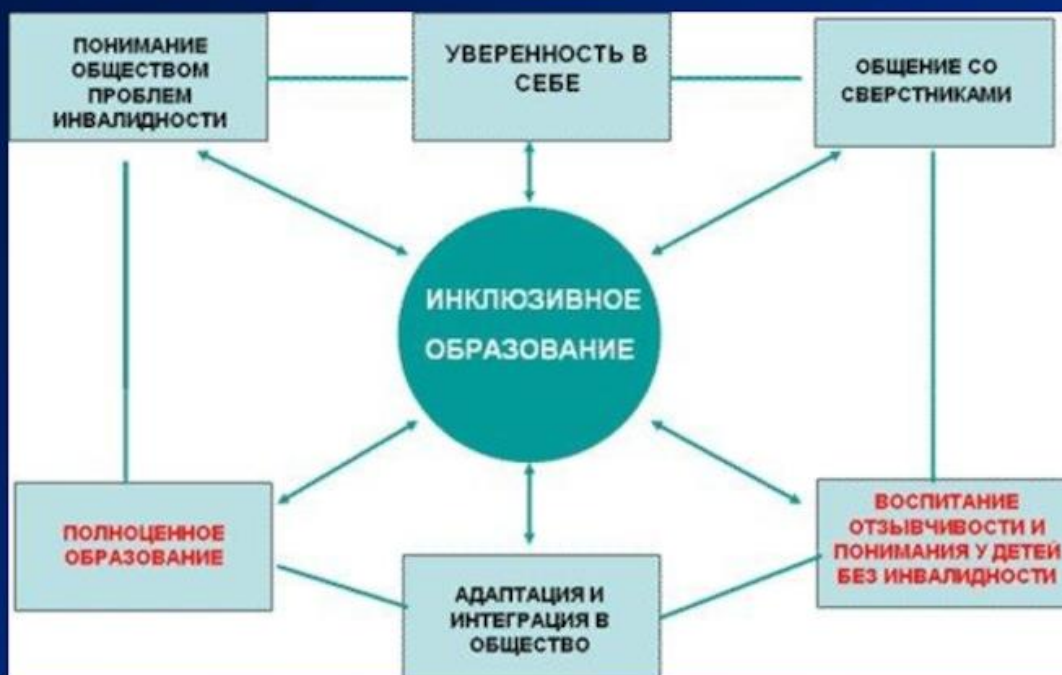 ПОНИМАНИЕ
ОБЩЕСТВОМ
ПРОБЛЕМ
ИНВАЛИДНОСТИ
УВЕРЕННОСТЬ В
СЕБЕ
ОБЩЕНИЕ СО
СВЕРСТНИКАМИ
ИНКЛЮЗИВНОЕ
ОБРАЗОВАНИЕ
ПОЛНОЦЕННОЕ
ОБРАЗОВАНИЕ
АДАПТАЦИЯ И
ИНТЕГРАЦИЯ В
ОБЩЕСТВО
ВОСПИТАНИЕ
ОТЗЫВЧИВОСТИ И
ПОНИМАНИЯ У ДЕТЕЙ
БЕЗ ИНВАЛИДНОСТИ